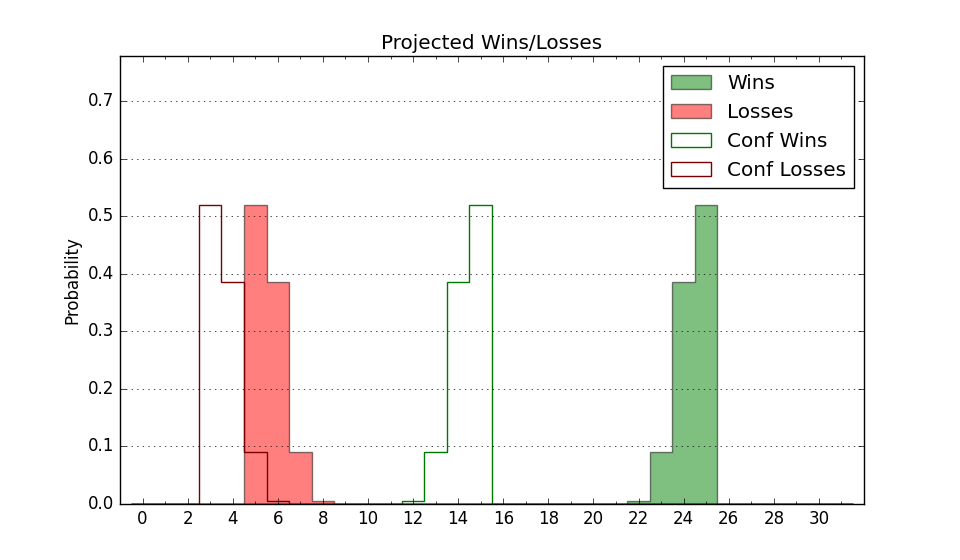 Projected Wins/Losses
Wins
Losses
Conf Wins
Conf Losses
Probability
0.7
0.6
0.5
0.4
0.3
0.2
0.1
0.0
0 2 4 6 8 10 12 14 16 18 20 22 24 26 28 30